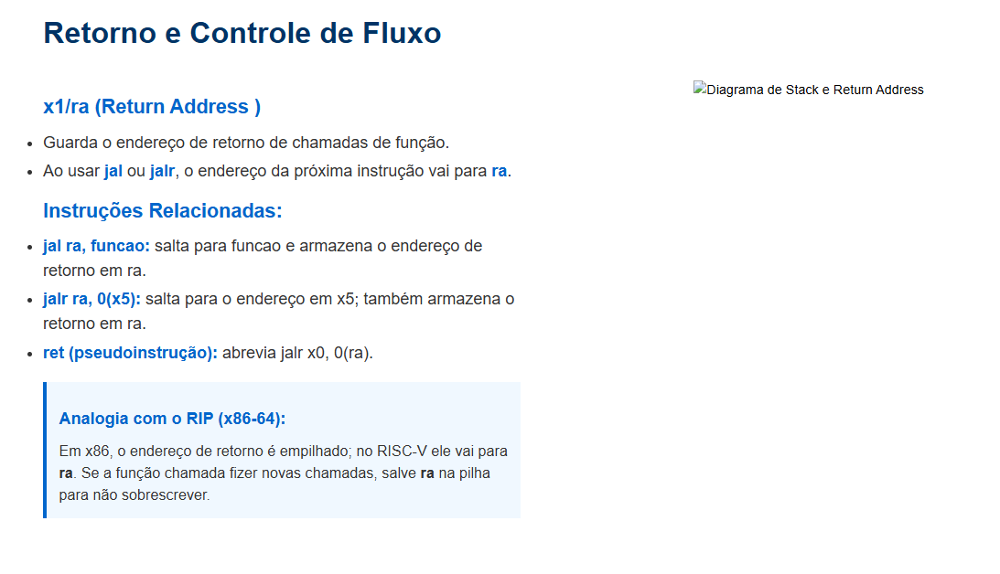 Retorno e Controle de Fluxo
x1/ra (Return Address )
Guarda o endereço de retorno de chamadas de função.
Ao usar jal ou jalr, o endereço da próxima instrução vai para ra.
Instruções Relacionadas:
jal ra, funcao: salta para funcao e armazena o endereço de
retorno em ra.
jalr ra, 0(x5): salta para o endereço em x5; também armazena o
retorno em ra.
ret (pseudoinstrução): abrevia jalr x0, 0(ra).
Analogia com o RIP (x86-64):
Em x86, o endereço de retorno é empilhado; no RISC-V ele vai para
ra. Se a função chamada fizer novas chamadas, salve ra na pilha
para não sobrescrever.
Diagrama de Stack e Return Address